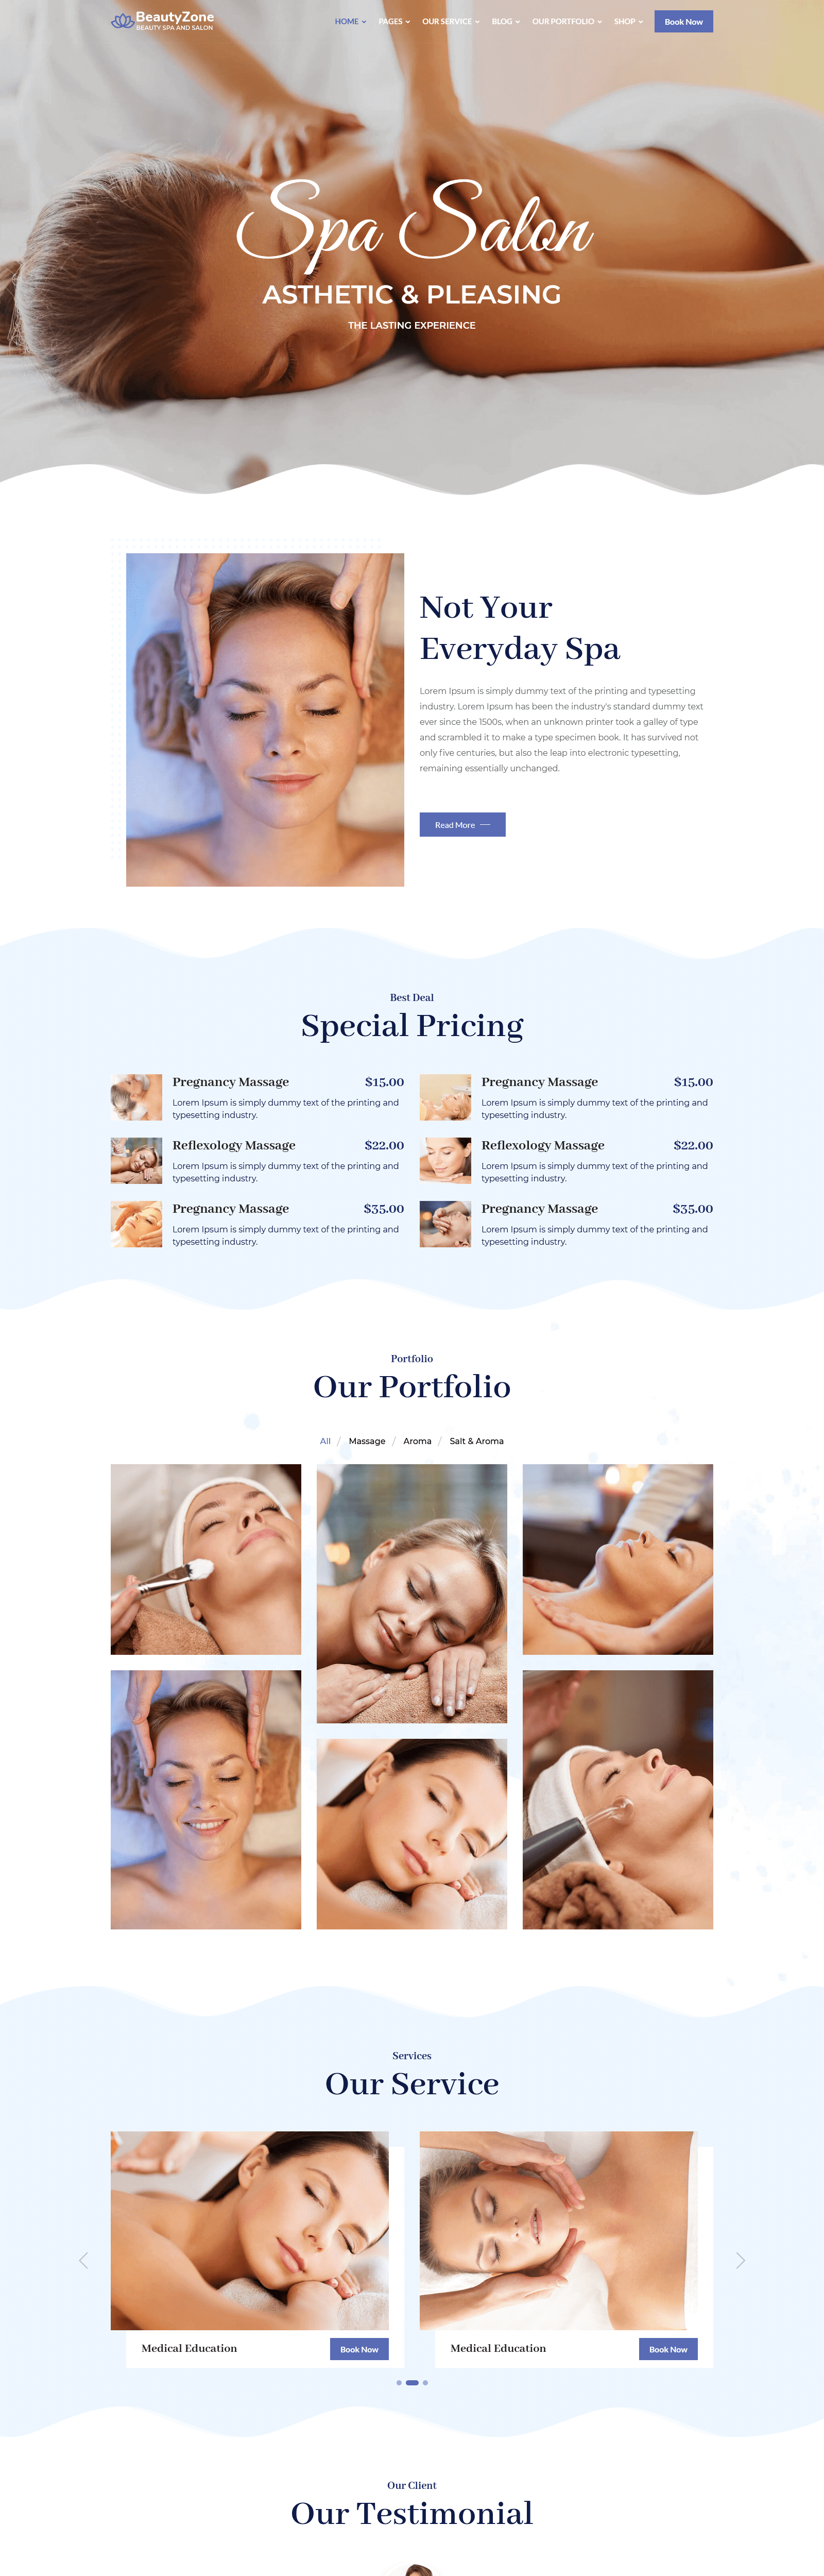 BeautyZone
BEAUTY SPA AND SALON
HOME PAGES OUR SERVICE BLOG OUR PORTFOLIO SHOP Book Now
Spa Salon
ASTHETIC & PLEASING
THE LASTING EXPERIENCE
Not Your
Everyday Spa
Lorem Ipsum is simply dummy text of the printing and typesetting
industry. Lorem Ipsum has been the industry's standard dummy text
ever since the 1500s, when an unknown printer took a galley of type
and scrambled it to make a type specimen book. It has survived not
only five centuries, but also the leap into electronic typesetting,
remaining essentially unchanged.
Read More
Best Deal
Special Pricing
Pregnancy Massage $15.00
Lorem Ipsum is simply dummy text of the printing and
typesetting industry.
Reflexology Massage $22.00
Lorem Ipsum is simply dummy text of the printing and
typesetting industry.
Pregnancy Massage $35.00
Lorem Ipsum is simply dummy text of the printing and
typesetting industry.
Pregnancy Massage $15.00
Lorem Ipsum is simply dummy text of the printing and
typesetting industry.
Reflexology Massage $22.00
Lorem Ipsum is simply dummy text of the printing and
typesetting industry.
Pregnancy Massage $35.00
Lorem Ipsum is simply dummy text of the printing and
typesetting industry.
Portfolio
Our Portfolio
All / Massage / Aroma / Salt & Aroma
Services
Our Service
Medical Education Book Now
Medical Education Book Now
Our Client
Our Testimonial